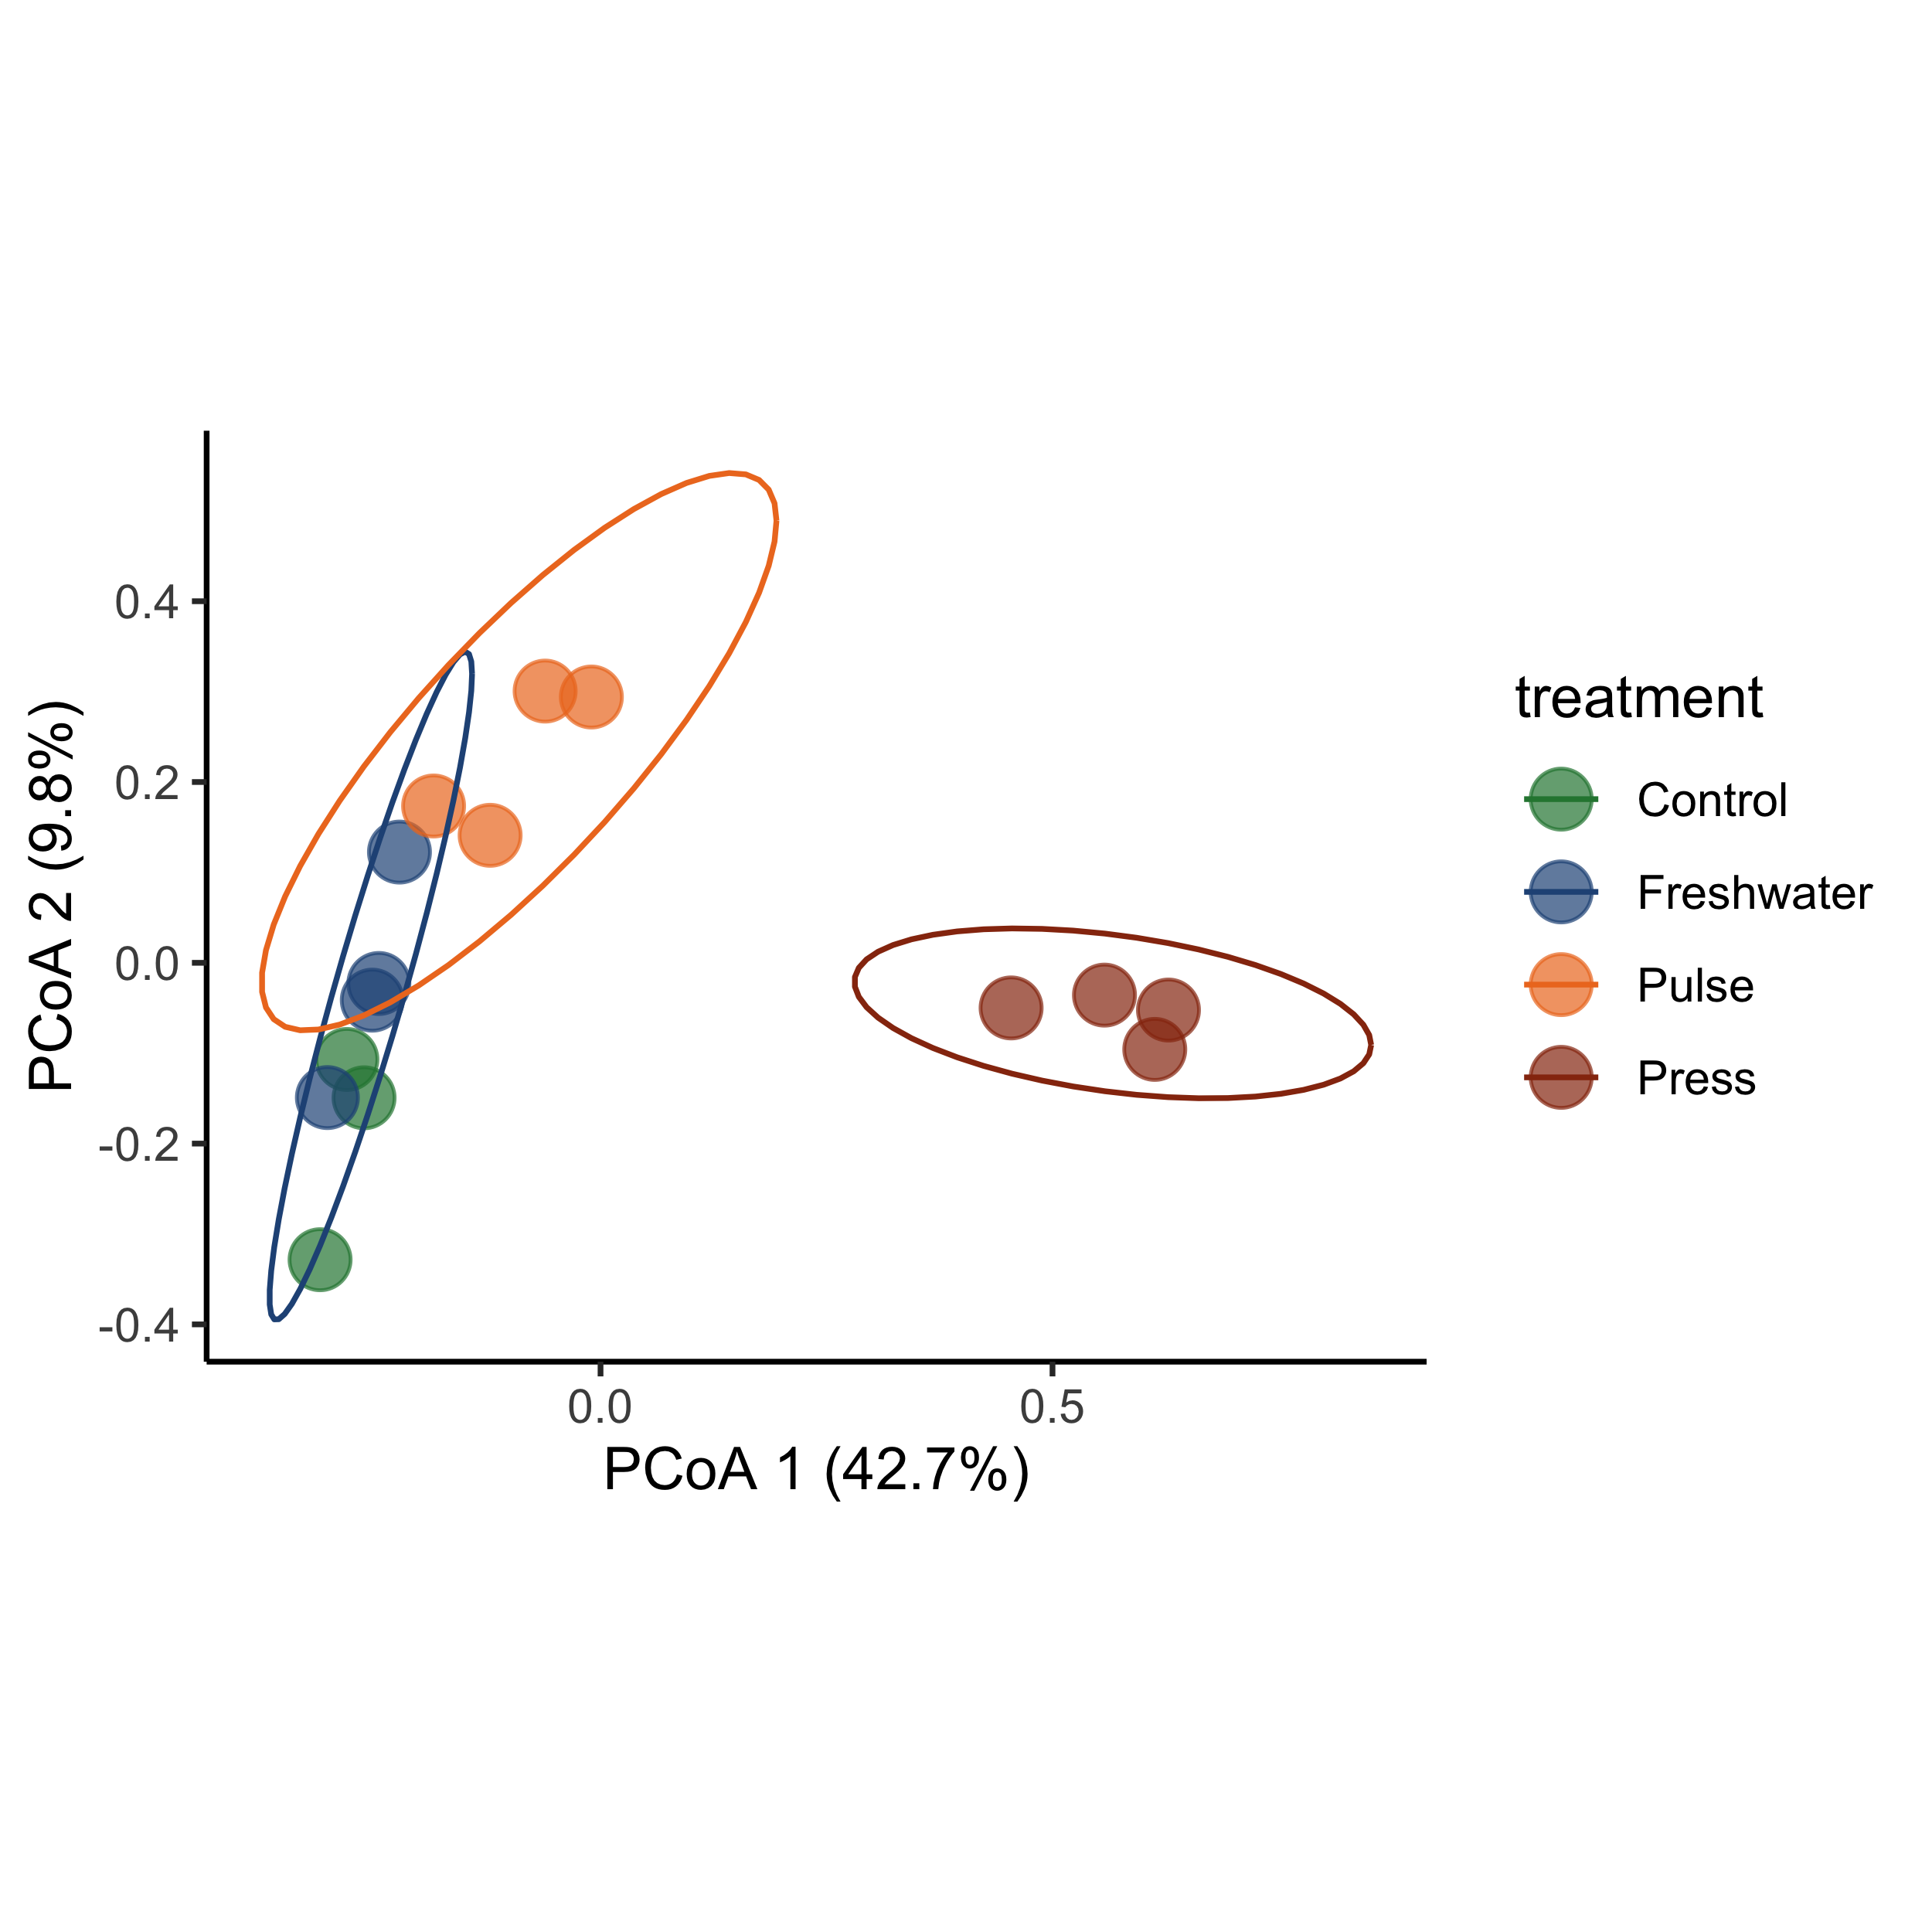 PCoA 2 (9.8%)
0.4
0.2
0.0
-0.2
-0.4
0.0
0.5
PCoA 1 (42.7%)
treatment
Control
Freshwater
Pulse
Press